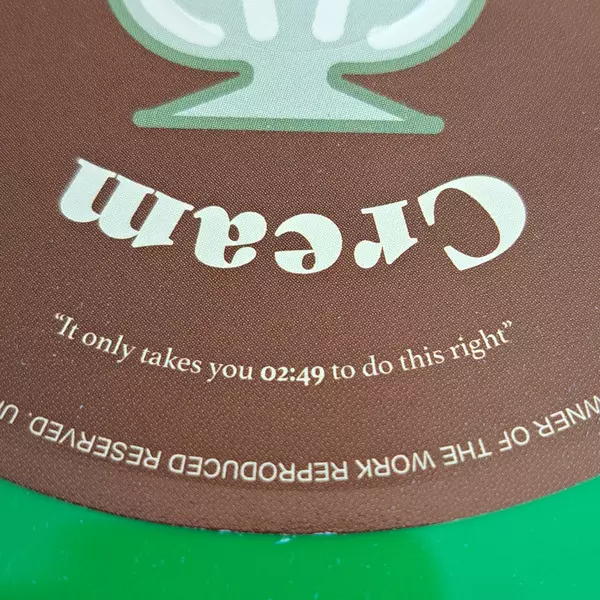 Cream
“It only takes you 02:49 to do this right”
WNER OF THE WORK REPRODUCED RESERVED. U